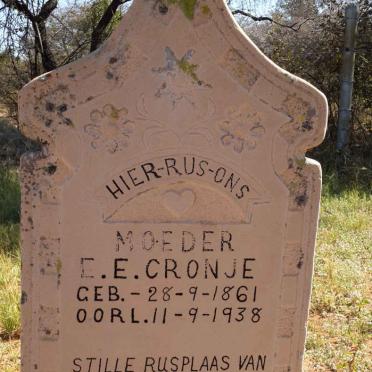 HIER-RUS-ONS
MOEDER
E.E.CRONJE
GEB.-28-9-1861
OORL.11-9-1938
STILLE RUSPLAAS VAN